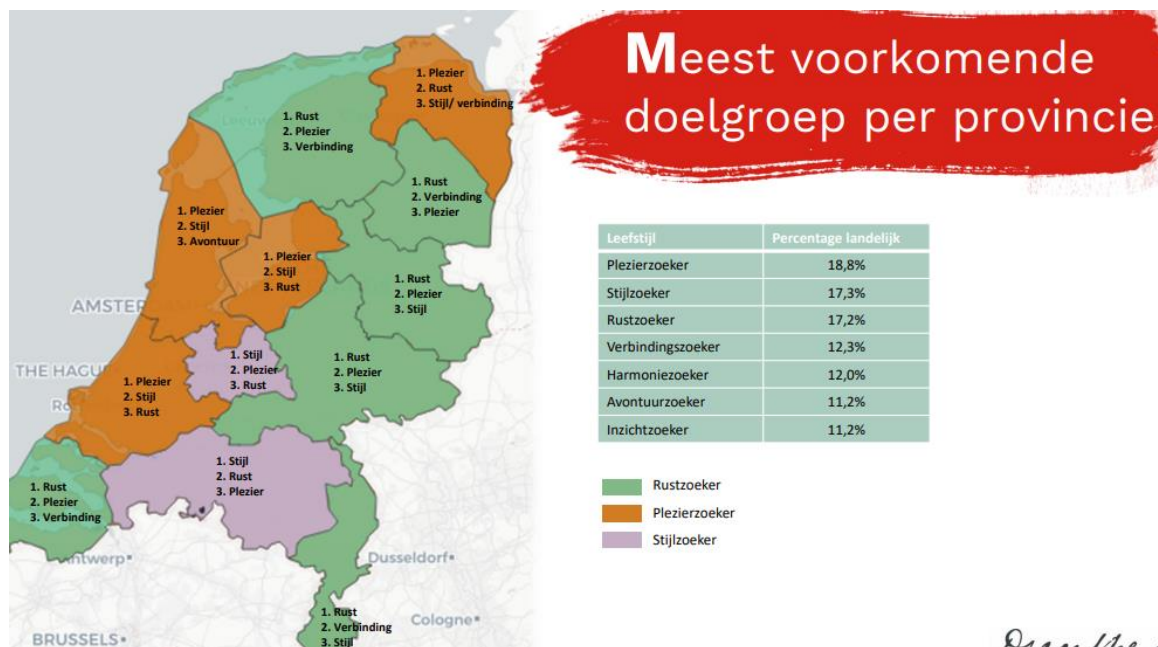 Meest voorkomende
doelgroep per provincie
1. Plezier
2. Rust
3. Stijl/ verbinding
1. Rust
2. Plezier
3. Verbinding
1. Rust
2. Verbinding
3. Plezier
1. Plezier
2. Stijl
3. Avontuur
1. Plezier
2. Stijl
3. Rust
1. Rust
2. Plezier
3. Stijl
AMSTER
1. Stijl
2. Plezier
3. Rust
1. Rust
2. Plezier
3. Stijl
THE HAGU
1. Plezier
2. Stijl
3. Rust
1. Stijl
2. Rust
3. Plezier
1. Rust
2. Plezier
3. Verbinding
Antwerp
Dusseldorf
Cologne
BRUSSELS
1. Rust
2. Verbinding
3. Stijl
Leefstijl Percentage landelijk
Plezierzoeker 18,8%
Stijlzoeker 17,3%
Rustzoeker 17,2%
Verbindingszoeker 12,3%
Harmoniezoeker 12,0%
Avontuurzoeker 11,2%
Inzichtzoeker 11,2%
Rustzoeker
Plezierzoeker
Stijlzoeker